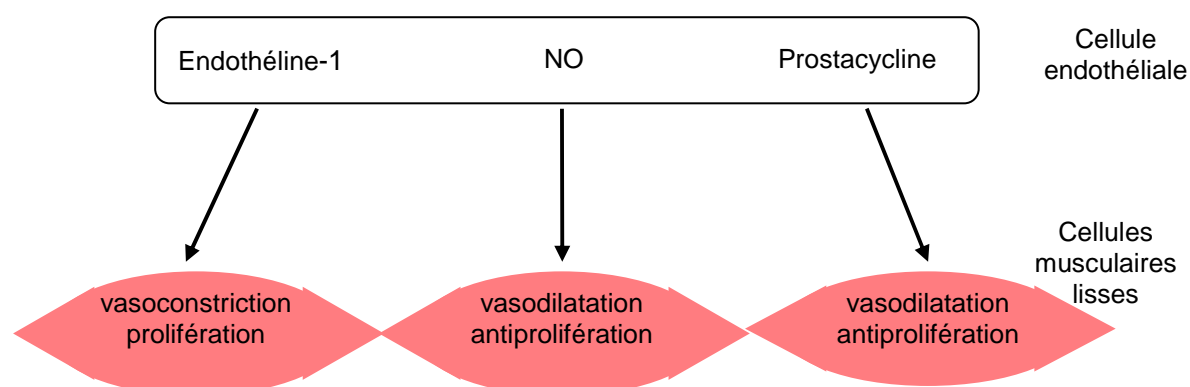 Endothéline-1
NO
Prostacycline
Cellule
endothéliale
Cellules
musculaires
lisses
vasoconstriction
prolifération
vasodilatation
antiprolifération
vasodilatation
antiprolifération